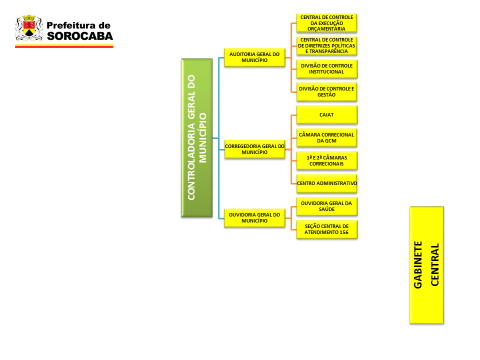 Prefeitura de
SOROCABA
CONTROLADORIA GERAL DO
MUNICÍPIO
AUDITORIA GERAL DO
MUNICÍPIO
CENTRAL DE CONTROLE
DA EXECUÇÃO
ORÇAMENTÁRIA
CENTRAL DE CONTROLE
DE DIRETRIZES POLÍTICAS
E TRANSPARÊNCIA
DIVISÃO DE CONTROLE
INSTITUCIONAL
DIVISÃO DE CONTROLE E
GESTÃO
CORREGEDORIA GERAL DO
MUNICÍPIO
CAIAT
CÂMARA CORRECIONAL
DA GCM
1ª E 2ª CÂMARAS
CORRECIONAIS
CENTRO ADMINISTRATIVO
OUVIDORIA GERAL DO
MUNICÍPIO
OUVIDORIA GERAL DA
SAÚDE
SEÇÃO CENTRAL DE
ATENDIMENTO 156
GABINETE
CENTRAL